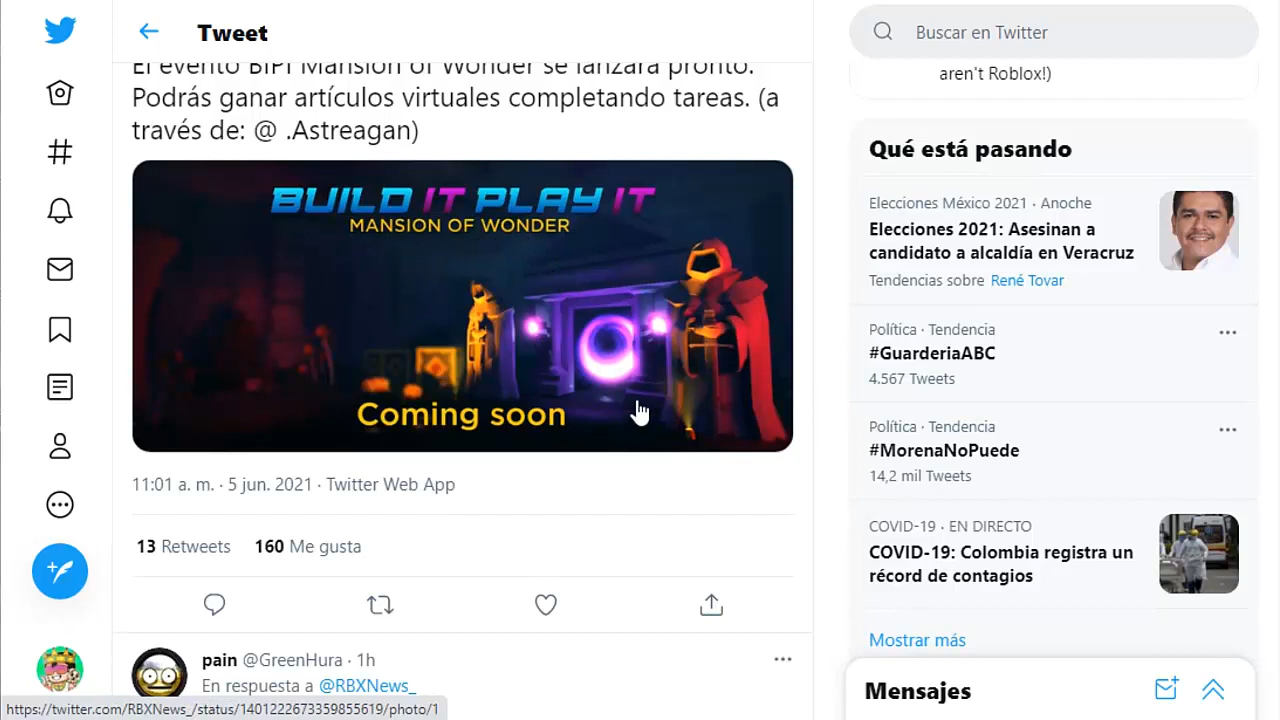 Tweet
El evento BIPI Mansion of Wonder se lanzará pronto.
Podrás ganar artículos virtuales completando tareas. (a
través de: @ .Astreagan)
BUILD IT PLAY IT
MANSION OF WONDER
Coming soon
11:01 a. m. · 5 jun. 2021 · Twitter Web App
13 Retweets 160 Me gusta
pain @GreenHura · 1h
En respuesta a @RBXNews_
https://twitter.com/RBXNews_/status/1401222673359855619/photo/1
Buscar en Twitter
aren't Roblox!)
Qué está pasando
Elecciones México 2021 · Anoche
Elecciones 2021: Asesinan a
candidato a alcaldía en Veracruz
Tendencias sobre René Tovar
Política · Tendencia
#GuarderiaABC
4.567 Tweets
Política · Tendencia
#MorenaNoPuede
14,2 mil Tweets
COVID-19 · EN DIRECTO
COVID-19: Colombia registra un
récord de contagios
Mostrar más
Mensajes